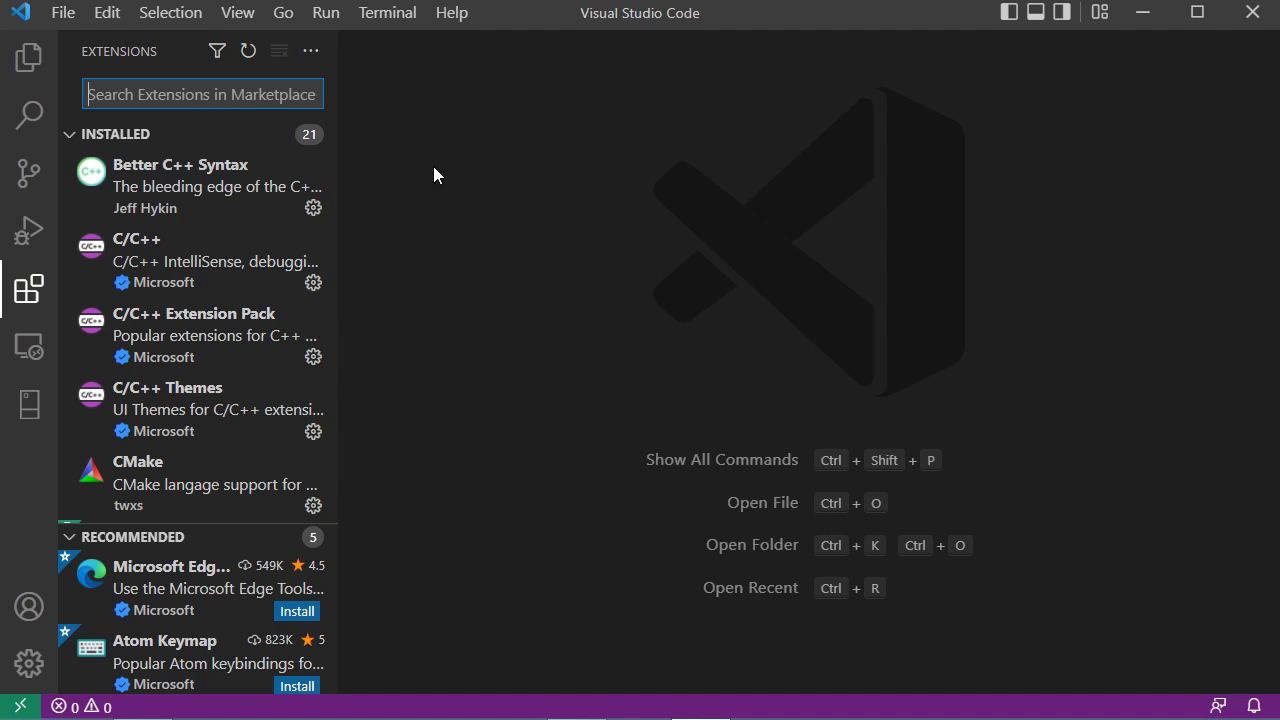 File Edit Selection View Go Run Terminal Help Visual Studio Code
EXTENSIONS
Search Extensions in Marketplace
INSTALLED 21
Better C++ Syntax
The bleeding edge of the C+...
Jeff Hykin
C/C++
C/C++ IntelliSense, debuggi...
Microsoft
C/C++ Extension Pack
Popular extensions for C++ ...
Microsoft
C/C++ Themes
UI Themes for C/C++ extensi...
Microsoft
CMake
CMake langage support for ...
twxs
RECOMMENDED 5
Microsoft Edg... 549K 4.5
Use the Microsoft Edge Tools...
Microsoft Install
Atom Keymap 823K 5
Popular Atom keybindings fo...
Microsoft Install
Show All Commands Ctrl + Shift + P
Open File Ctrl + O
Open Folder Ctrl + K Ctrl + O
Open Recent Ctrl + R
0 0